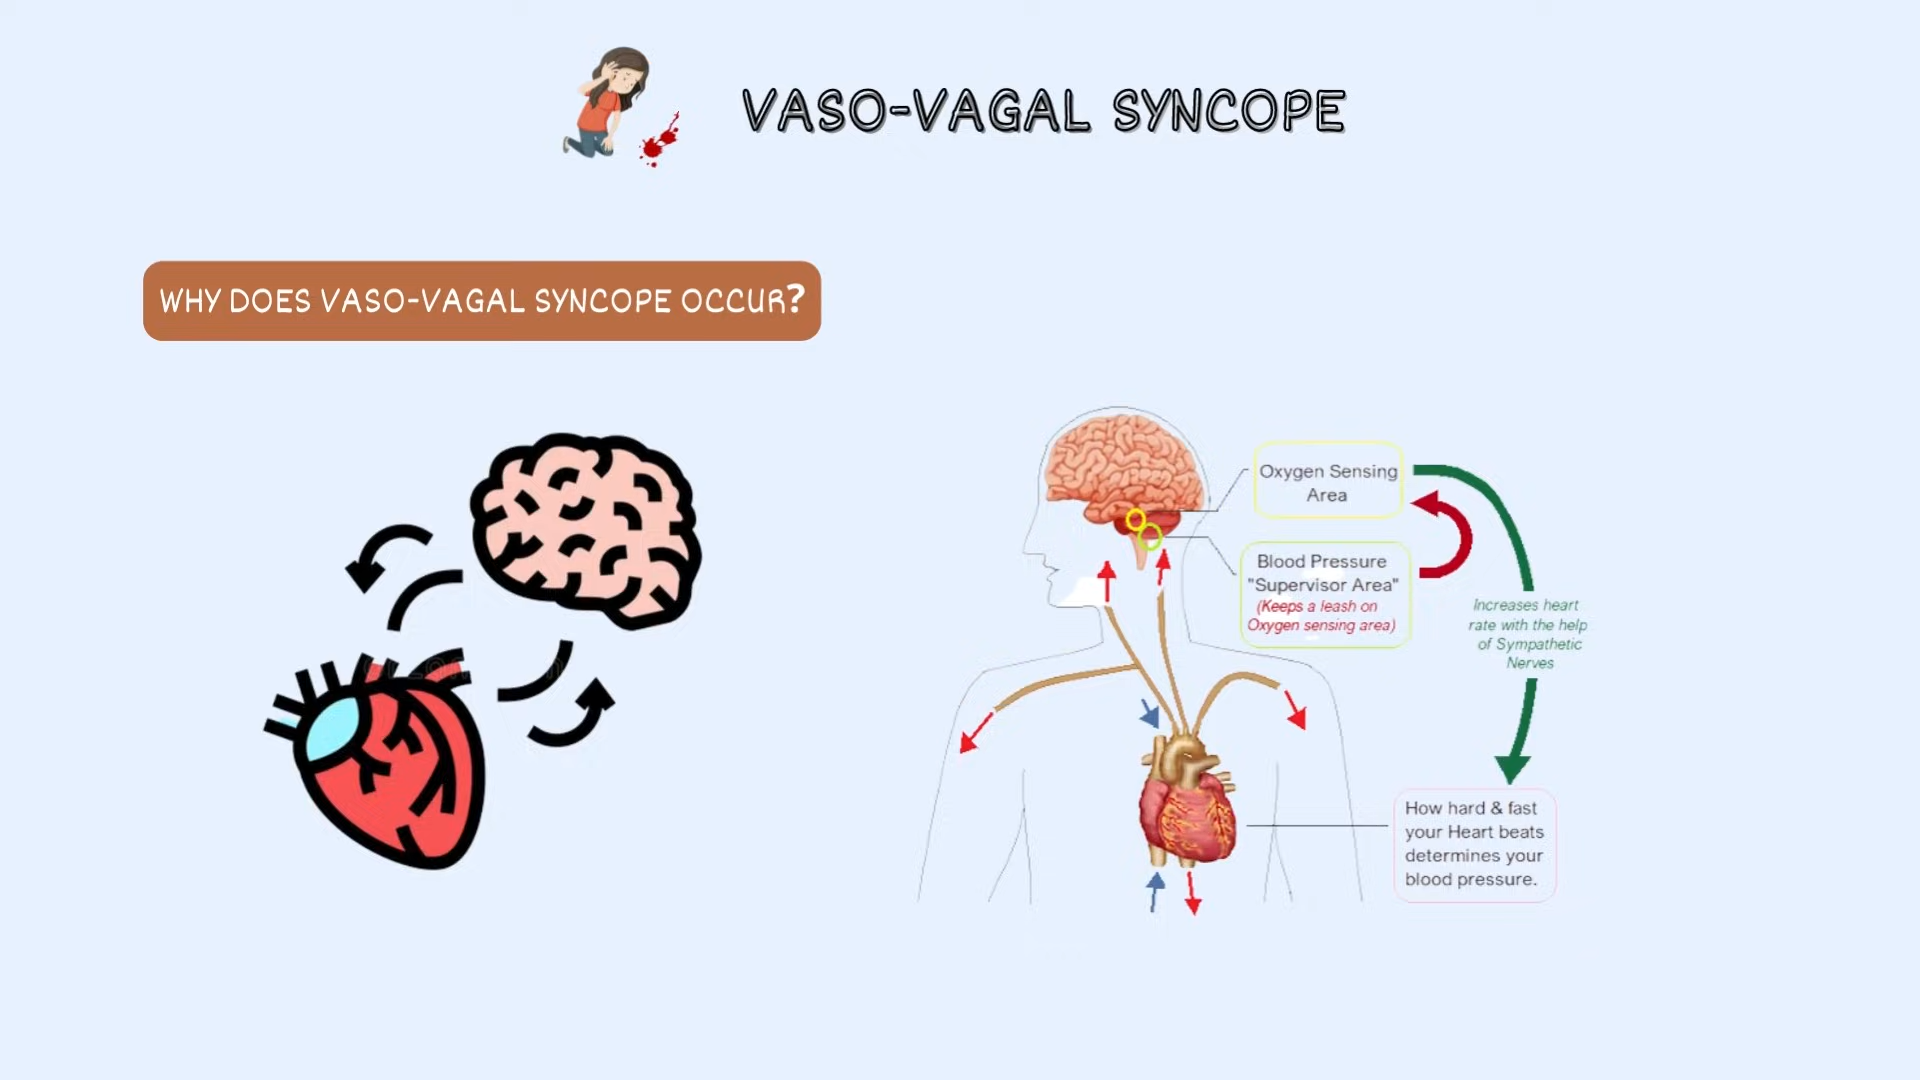 VASO-VAGAL SYNCOPE
WHY DOES VASO-VAGAL SYNCOPE OCCUR?
Oxygen Sensing
Area
Blood Pressure
"Supervisor Area"
(Keeps a leash on
Oxygen sensing area)
Increases heart
rate with the help
of Sympathetic
Nerves
How hard & fast
your Heart beats
determines your
blood pressure.